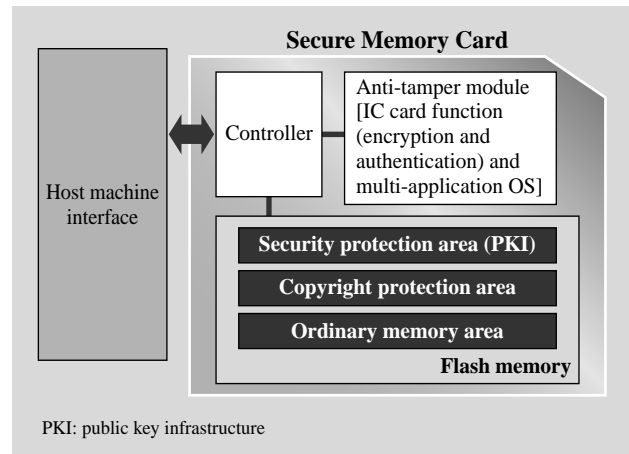 Secure Memory Card
Host machine
interface
Controller
Anti-tamper module
[IC card function
(encryption and
authentication) and
multi-application OS]
Security protection area (PKI)
Copyright protection area
Ordinary memory area
Flash memory
PKI: public key infrastructure